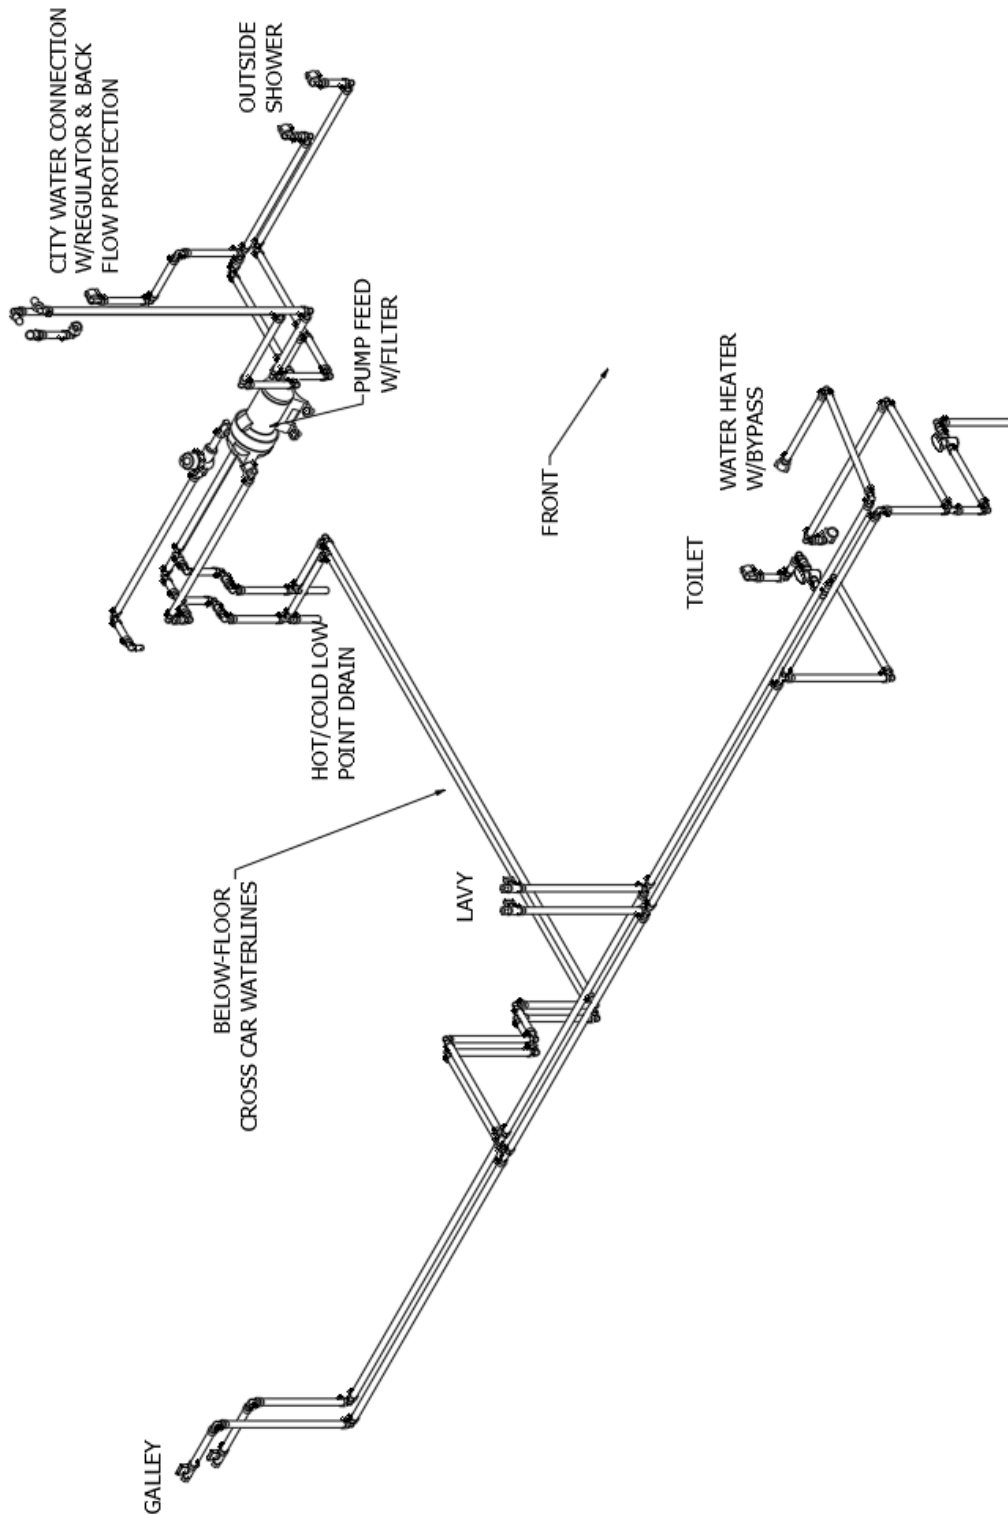 CITY WATER CONNECTION
W/REGULATOR & BACK
FLOW PROTECTION
OUTSIDE
SHOWER
PUMP FEED
W/FILTER
FRONT
WATER HEATER
W/BYPASS
TOILET
HOT/COLD LOW
POINT DRAIN
BELOW-FLOOR
CROSS CAR WATERLINES
LAVY
GALLEY